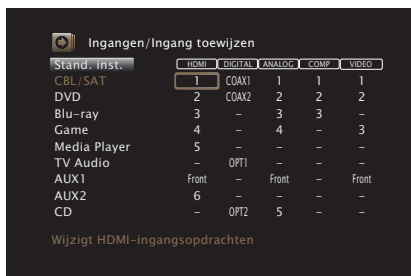 Ingangen/Ingang toewijzen
Stand. inst. HDMI DIGITAL ANALOG COMP VIDEO
CBL/SAT 1 COAX1 1 1 1
DVD 2 COAX2 2 2 2
Blu-ray 3 – 3 3 –
Game 4 – 4 – 3
Media Player 5 – – – –
TV Audio – OPT1 – – –
AUX1 Front – Front – Front
AUX2 6 – – – –
CD – OPT2 5 – –
Wijzigt HDMI-ingangsopdrachten